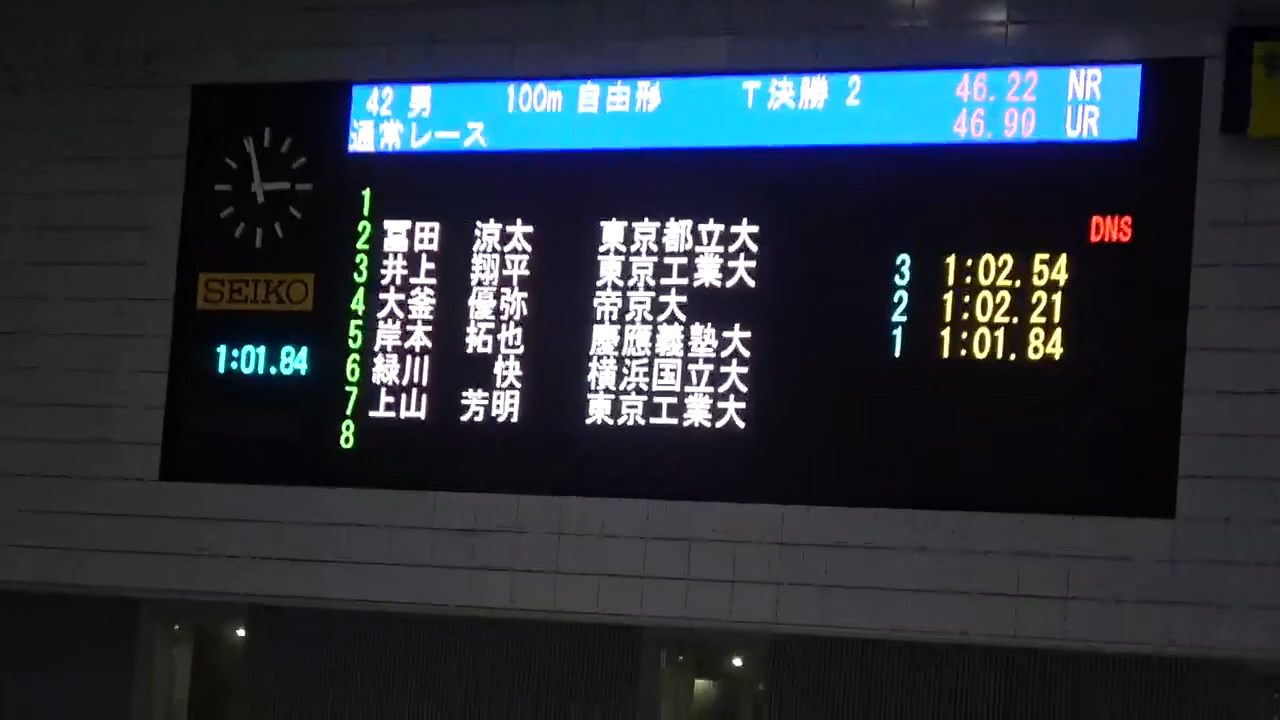 42 男 100m 自由形 T決勝 2 46.22 NR
通常レース 46.90 UR
1
2 冨田 涼太 東京都立大 DNS
3 井上 翔平 東京工業大 3 1:02.54
4 大釜 優弥 帝京大 2 1:02.21
5 岸本 拓也 慶應義塾大 1 1:01.84
6 緑川 快 横浜国立大
7 上山 芳明 東京工業大
8
SEIKO
1:01.84